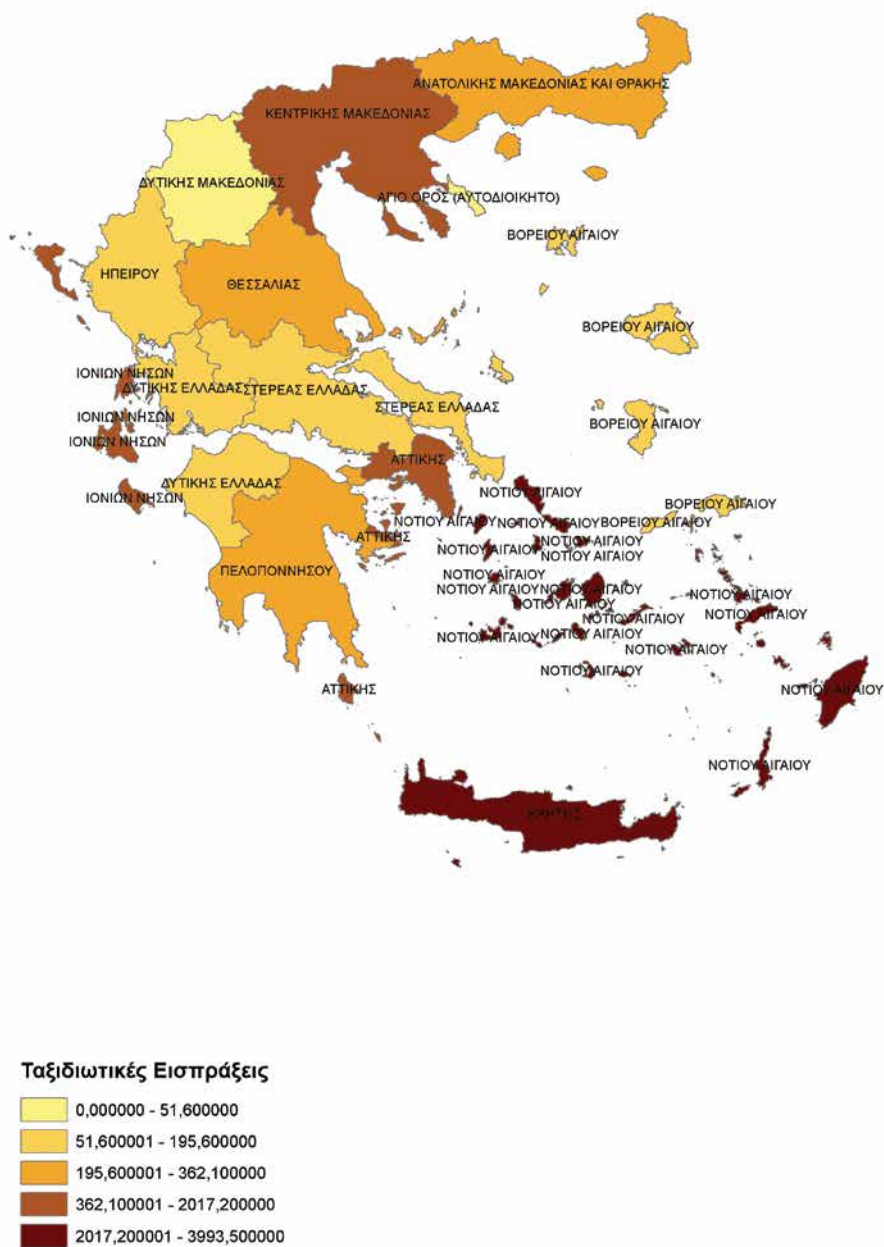 ΑΝΑΤΟΛΙΚΗΣ ΜΑΚΕΔΟΝΙΑ ΚΑΙ ΘΡΑΚΗΣ
ΚΕΝΤΡΙΚΗΣ ΜΑΚΕΔΟΝΙΑΣ
ΔΥΤΙΚΗΣ ΜΑΚΕΔΟΝΙΑΣ
ΑΓΙΟ ΟΡΟΣ (ΑΥΤΟΔΙΟΙΚΗΤΟ)
ΒΟΡΕΙΟΥ ΑΙΓΑΙΟΥ
ΗΠΕΙΡΟΥ
ΘΕΣΣΑΛΙΑΣ
ΒΟΡΕΙΟΥ ΑΙΓΑΙΟΥ
ΙΟΝΙΩΝ ΝΗΣΩΝ
ΔΥΤΙΚΗΣ ΕΛΛΑΔΑΣ
ΣΤΕΡΕΑΣ ΕΛΛΑΔΑΣ
ΣΤΕΡΕΑΣ ΕΛΛΑΔΑΣ
ΙΟΝΙΩΝ ΝΗΣΩΝ
ΒΟΡΕΙΟΥ ΑΙΓΑΙΟΥ
ΙΟΝΙΩΝ ΝΗΣΩΝ
ΑΤΤΙΚΗΣ
ΔΥΤΙΚΗΣ ΕΛΛΑΔΑΣ
ΝΟΤΙΟΥ ΑΙΓΑΙΟΥ
ΙΟΝΙΩΝ ΝΗΣΩΝ
ΒΟΡΕΙΟΥ ΑΙΓΑΙΟΥ
ΝΟΤΙΟΥ ΑΙΓΑΙΟΥ
ΝΟΤΙΟΥ ΑΙΓΑΙΟΥ
ΒΟΡΕΙΟΥ ΑΙΓΑΙΟΥ
ΑΤΤΙΚΗΣ
ΝΟΤΙΟΥ ΑΙΓΑΙΟΥ
ΝΟΤΙΟΥ ΑΙΓΑΙΟΥ
ΝΟΤΙΟΥ ΑΙΓΑΙΟΥ
ΠΕΛΟΠΟΝΝΗΣΟΥ
ΝΟΤΙΟΥ ΑΙΓΑΙΟΥ
ΝΟΤΙΟΥ ΑΙΓΑΙΟΥ
ΝΟΤΙΟΥ ΑΙΓΑΙΟΥ
ΝΟΤΙΟΥ ΑΙΓΑΙΟΥ
ΝΟΤΙΟΥ ΑΙΓΑΙΟΥ
ΝΟΤΙΟΥ ΑΙΓΑΙΟΥ
ΝΟΤΙΟΥ ΑΙΓΑΙΟΥ
ΝΟΤΙΟΥ ΑΙΓΑΙΟΥ
ΝΟΤΙΟΥ ΑΙΓΑΙΟΥ
ΝΟΤΙΟΥ ΑΙΓΑΙΟΥ
ΝΟΤΙΟΥ ΑΙΓΑΙΟΥ
ΑΤΤΙΚΗΣ
ΝΟΤΙΟΥ ΑΙΓΑΙΟΥ
ΝΟΤΙΟΥ ΑΙΓΑΙΟΥ
ΚΡΗΤΗΣ
Ταξιδιωτικές Εισπράξεις
0,000000 - 51,600000
51,600001 - 195,600000
195,600001 - 362,100000
362,100001 - 2017,200000
2017,200001 - 3993,500000